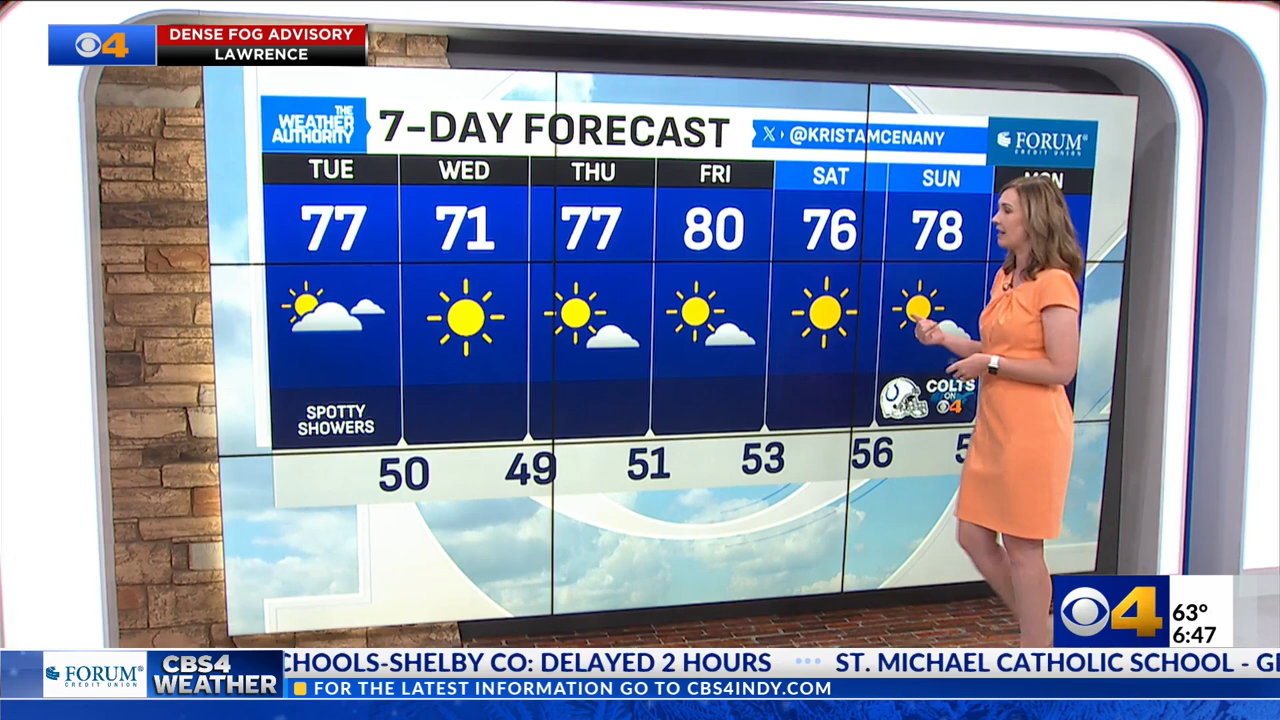 4
DENSE FOG ADVISORY
LAWRENCE
THE
WEATHER
AUTHORITY
7-DAY FORECAST
X @KRISTAMCENANY
FORUM
CREDIT UNION
TUE WED THU FRI SAT SUN MON
77 71 77 80 76 78
SPOTTY
SHOWERS
COLTS
ON
4
50 49 51 53 56
4
63°
6:47
FORUM
CREDIT UNION
CBS4
WEATHER
CHOOLS-SHELBY CO: DELAYED 2 HOURS ST. MICHAEL CATHOLIC SCHOOL -
FOR THE LATEST INFORMATION GO TO CBS4INDY.COM